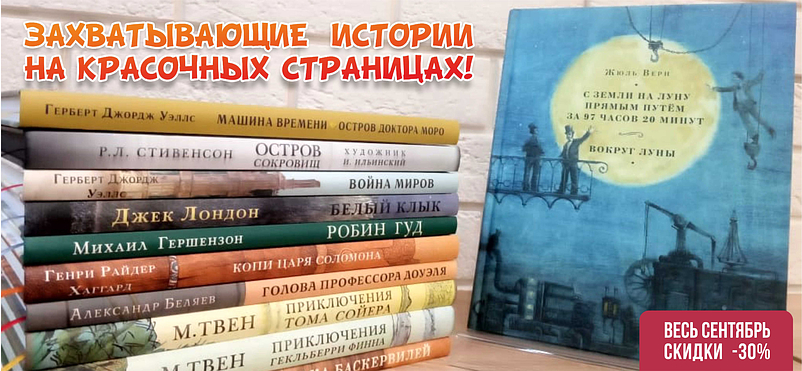 ЗАХВАТЫВАЮЩИЕ ИСТОРИИ
НА КРАСОЧНЫХ СТРАНИЦАХ!
Герберт Джордж Уэллс МАШИНА ВРЕМЕНИ ОСТРОВ ДОКТОРА МОРО
Р.Л. СТИВЕНСОН ОСТРОВ СОКРОВИЩ ХУДОЖНИК И. ИЛЬИНСКИЙ
Герберт Джордж Уэллс ВОЙНА МИРОВ
Джек Лондон БЕЛЫЙ КЛЫК
Михаил Гершензон РОБИН ГУД
Генри Райдер Хаггард КОПИ ЦАРЯ СОЛОМОНА
Александр Беляев ГОЛОВА ПРОФЕССОРА ДОУЭЛЯ
М.ТВЕН ПРИКЛЮЧЕНИЯ ТОМА СОЙЕРА
М.ТВЕН ПРИКЛЮЧЕНИЯ ГЕКЛЬБЕРРИ ФИННА
БАСКЕРВИЛЕЙ
Жюль Верн
С ЗЕМЛИ НА ЛУНУ
ПРЯМЫМ ПУТЁМ
ЗА 97 ЧАСОВ 20 МИНУТ
ВОКРУГ ЛУНЫ
ВЕСЬ СЕНТЯБРЬ
СКИДКИ -30%